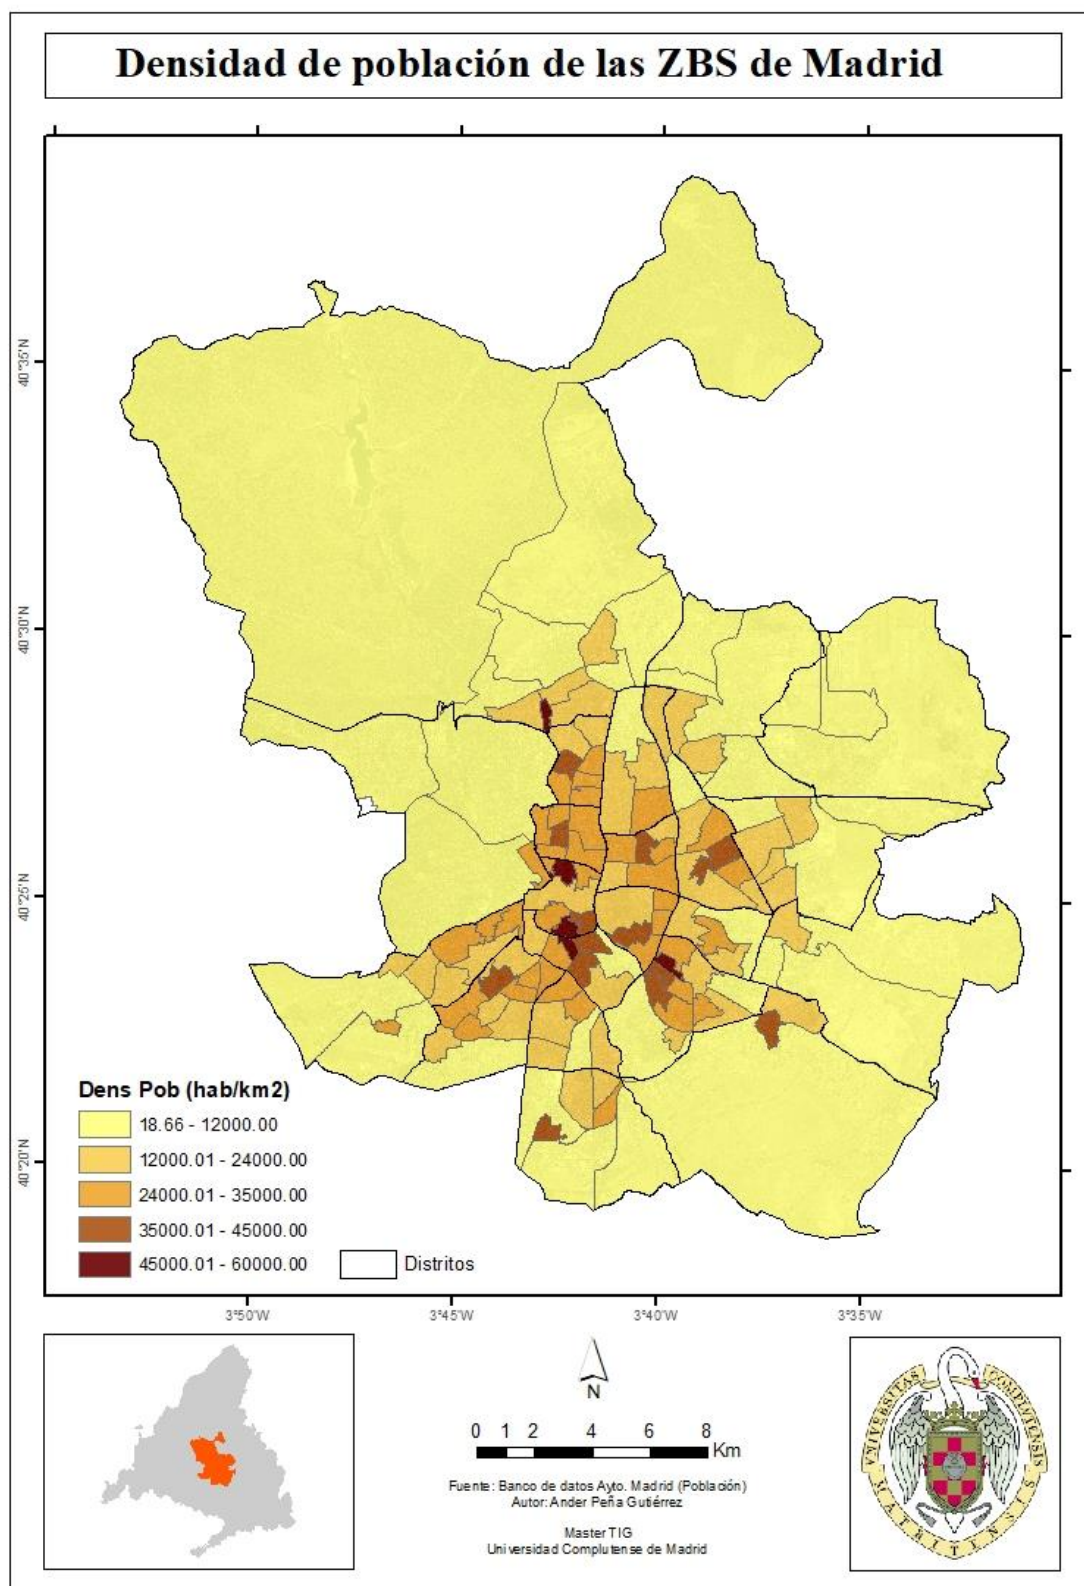 Densidad de población de las ZBS de Madrid
40°35'N
40°30'N
40°25'N
40°20'N
Dens Pob (hab/km2)
18.66 - 12000.00
12000.01 - 24000.00
24000.01 - 35000.00
35000.01 - 45000.00
45000.01 - 60000.00
Distritos
3°50'W
3°45'W
3°40'W
3°35'W
N
0 1 2 4 6 8
Km
Fuente: Banco de datos Ayto. Madrid (Población)
Autor: Ander Peña Gutiérrez
Master TIG
Universidad Complutense de Madrid
VNIVERSITAS
COMPLVTENSIS
MATRITENSIS